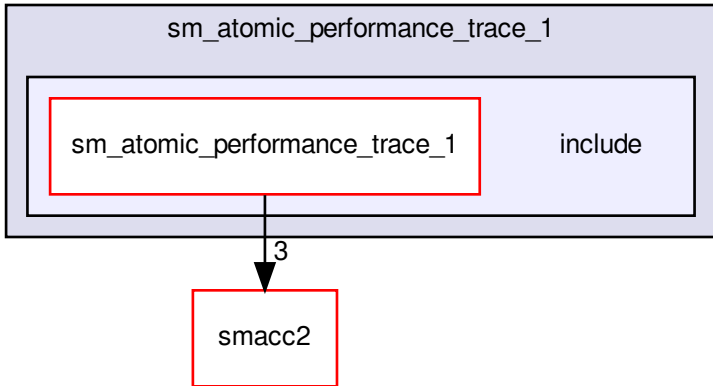 sm_atomic_performance_trace_1
sm_atomic_performance_trace_1 include
3
smacc2